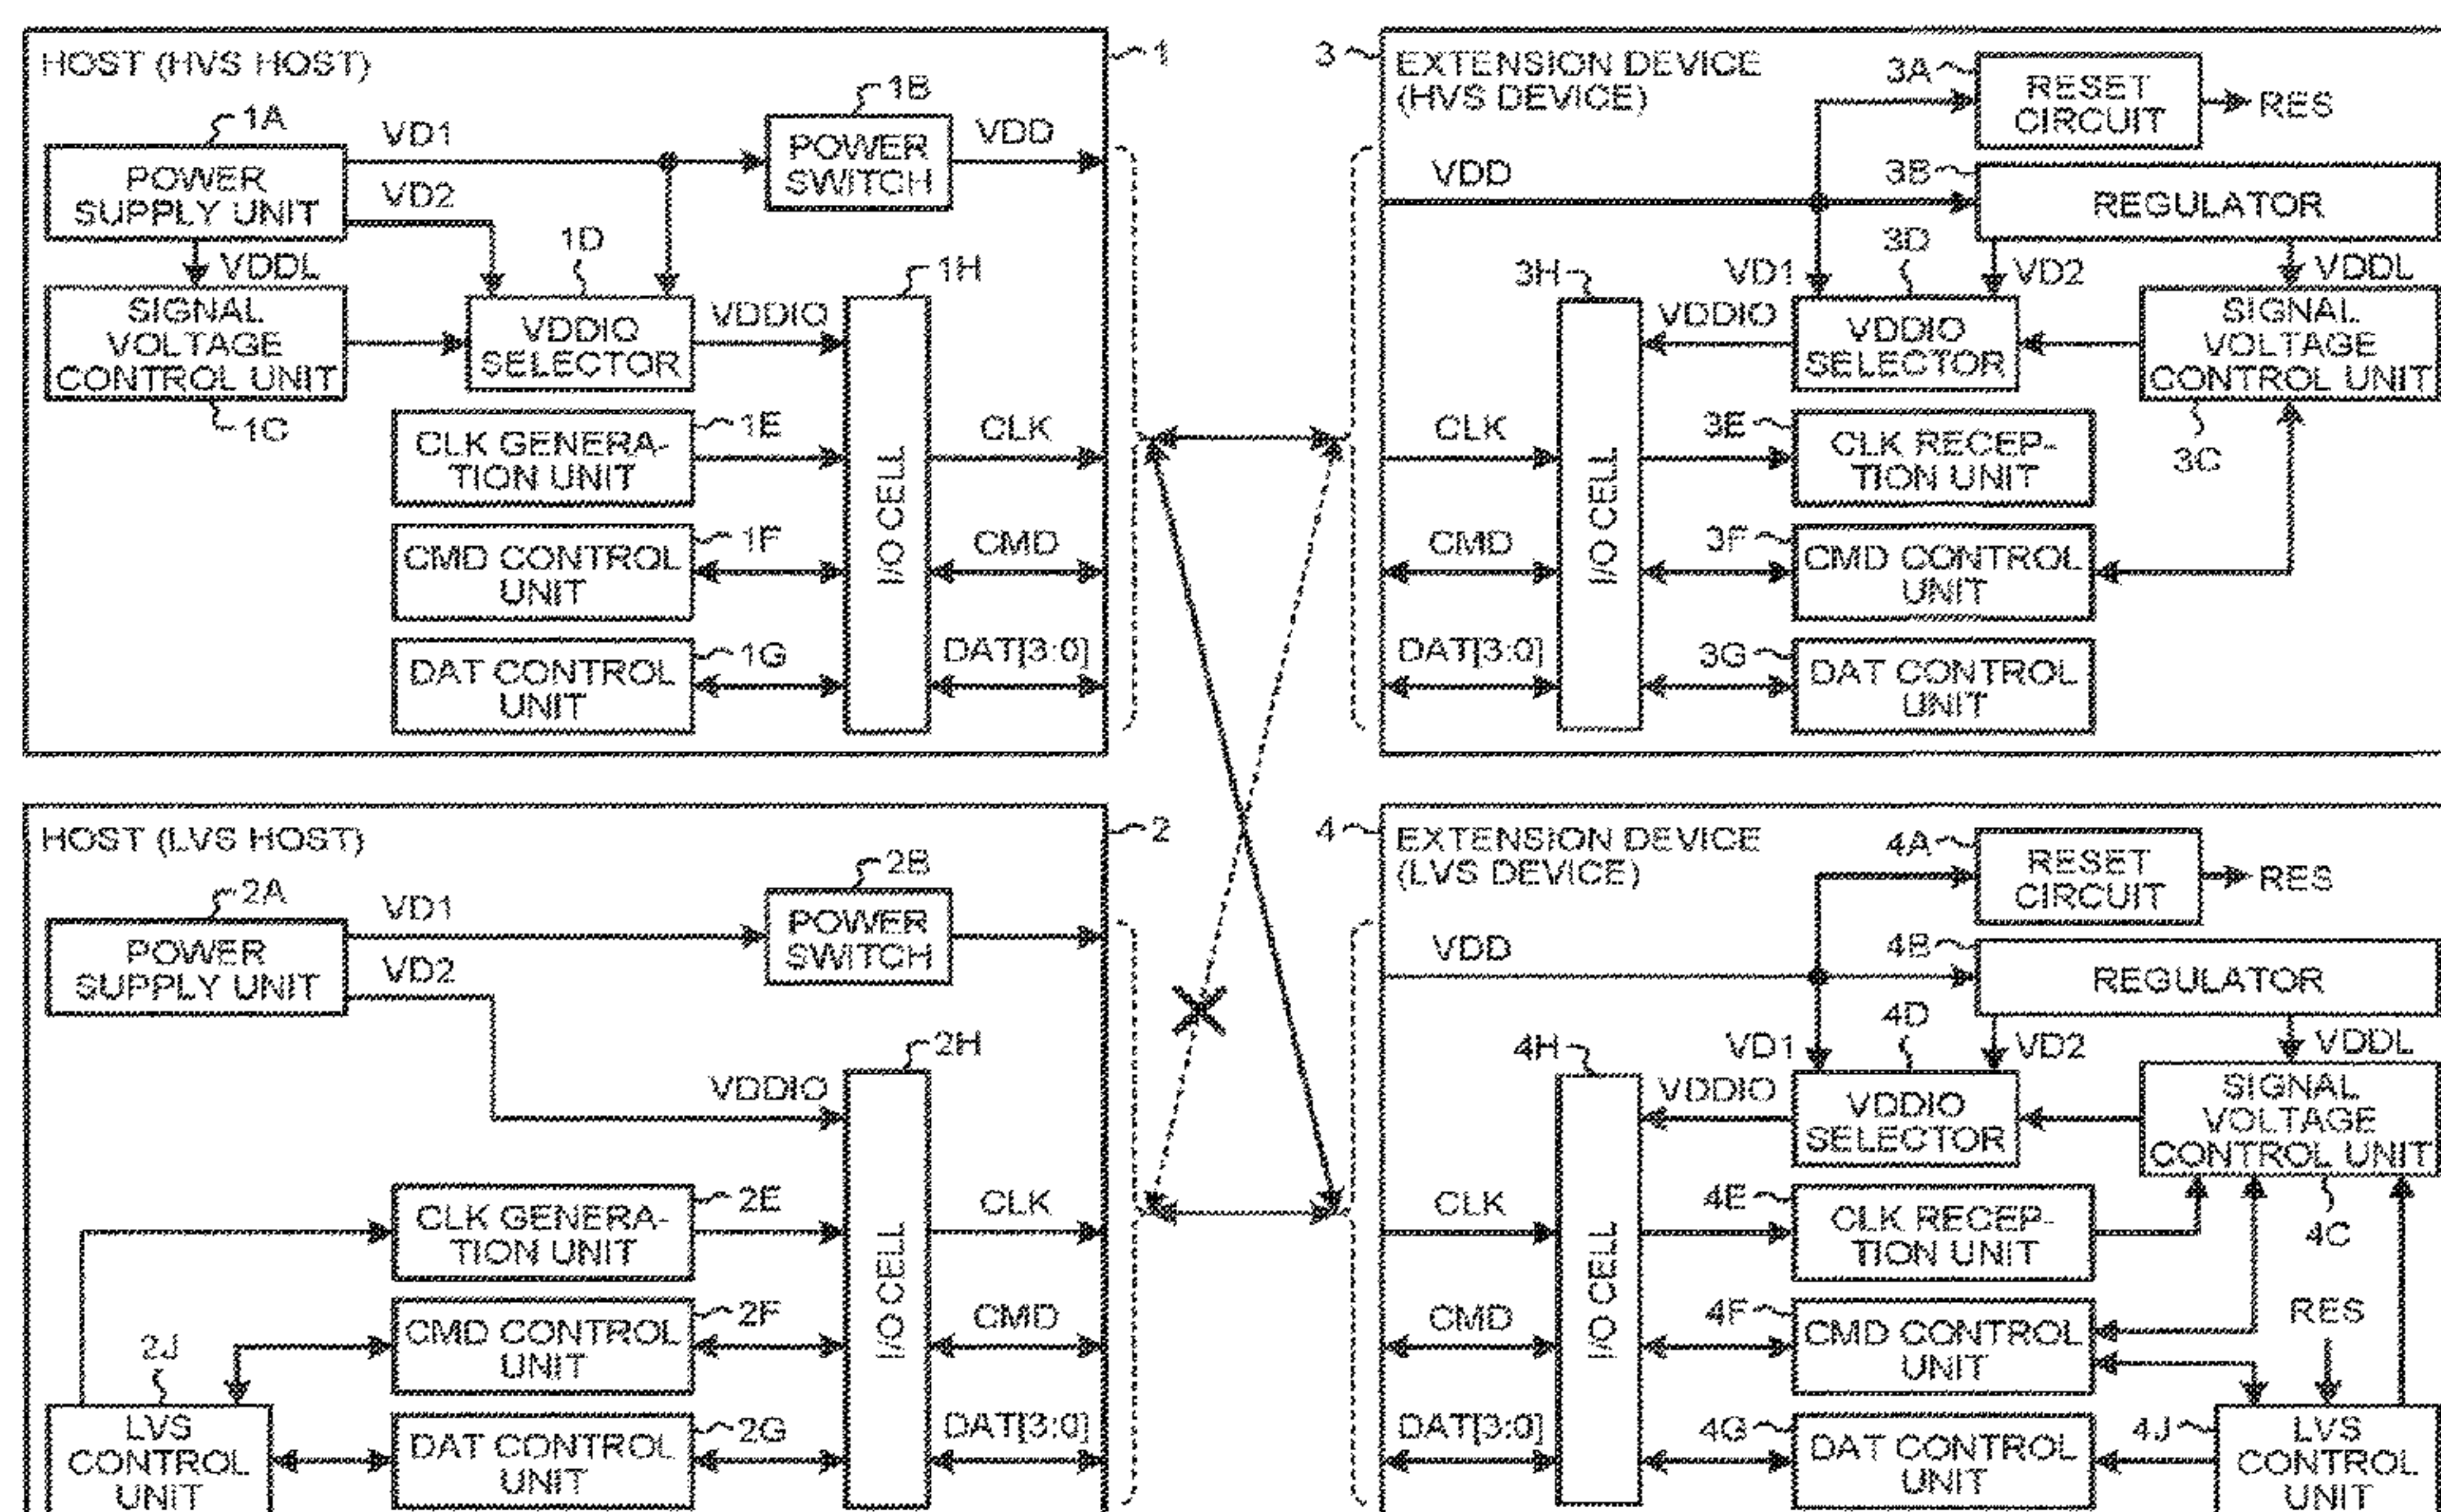 HOST (HVS HOST)
1
1A
POWER
SUPPLY UNIT
VD1
VD2
1B
POWER
SWITCH
VDD
VDDL
1D
1H
SIGNAL
VOLTAGE
CONTROL UNIT
1C
VDDIO
SELECTOR
VDDIO
I/O CELL
CLK GENERA-
TION UNIT
1E
CLK
CMD CONTROL
UNIT
1F
CMD
DAT CONTROL
UNIT
1G
DAT[3:0]
3
EXTENSION DEVICE
(HVS DEVICE)
3A
RESET
CIRCUIT
RES
VDD
3B
REGULATOR
3H
VD1
3D
VD2
VDDL
VDDIO
VDDIO
SELECTOR
SIGNAL
VOLTAGE
CONTROL UNIT
3C
CLK
I/O CELL
3E
CLK RECEP-
TION UNIT
CMD
3F
CMD CONTROL
UNIT
DAT[3:0]
3G
DAT CONTROL
UNIT
HOST (LVS HOST)
2
2A
POWER
SUPPLY UNIT
VD1
VD2
2B
POWER
SWITCH
2H
VDDIO
I/O CELL
CLK GENERA-
TION UNIT
2E
CLK
CMD CONTROL
UNIT
2F
CMD
2J
LVS
CONTROL
UNIT
DAT CONTROL
UNIT
2G
DAT[3:0]
4
EXTENSION DEVICE
(LVS DEVICE)
4A
RESET
CIRCUIT
RES
VDD
4B
REGULATOR
4H
VD1
4D
VD2
VDDL
VDDIO
VDDIO
SELECTOR
SIGNAL
VOLTAGE
CONTROL UNIT
4C
CLK
I/O CELL
4E
CLK RECEP-
TION UNIT
CMD
4F
CMD CONTROL
UNIT
RES
DAT[3:0]
4G
DAT CONTROL
UNIT
4J
LVS
CONTROL
UNIT